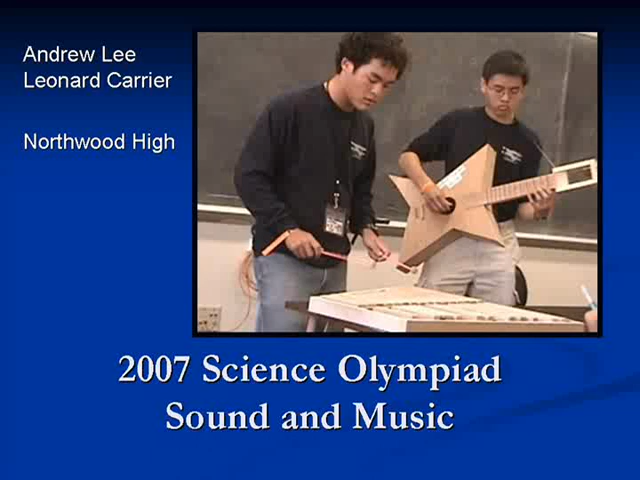 Andrew Lee
Leonard Carrier
Northwood High
2007 Science Olympiad
Sound and Music